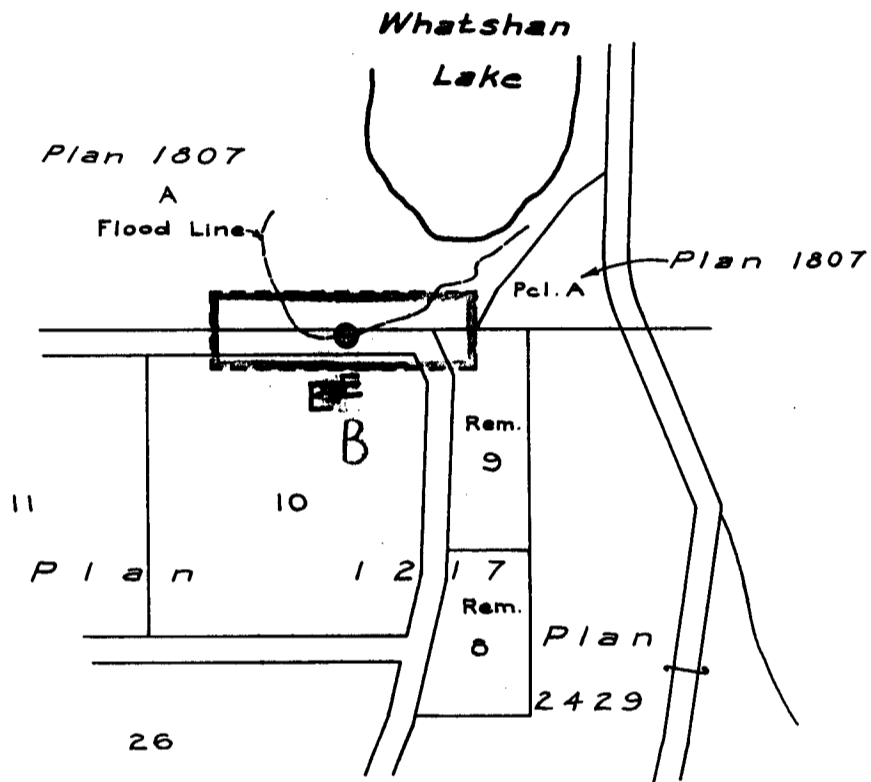 Whatshan
Lake
Plan 1807
A
Flood Line
Plan 1807
Pcl. A
B
Rem.
9
11
10
Plan 1217
Rem.
8
Plan
2429
26